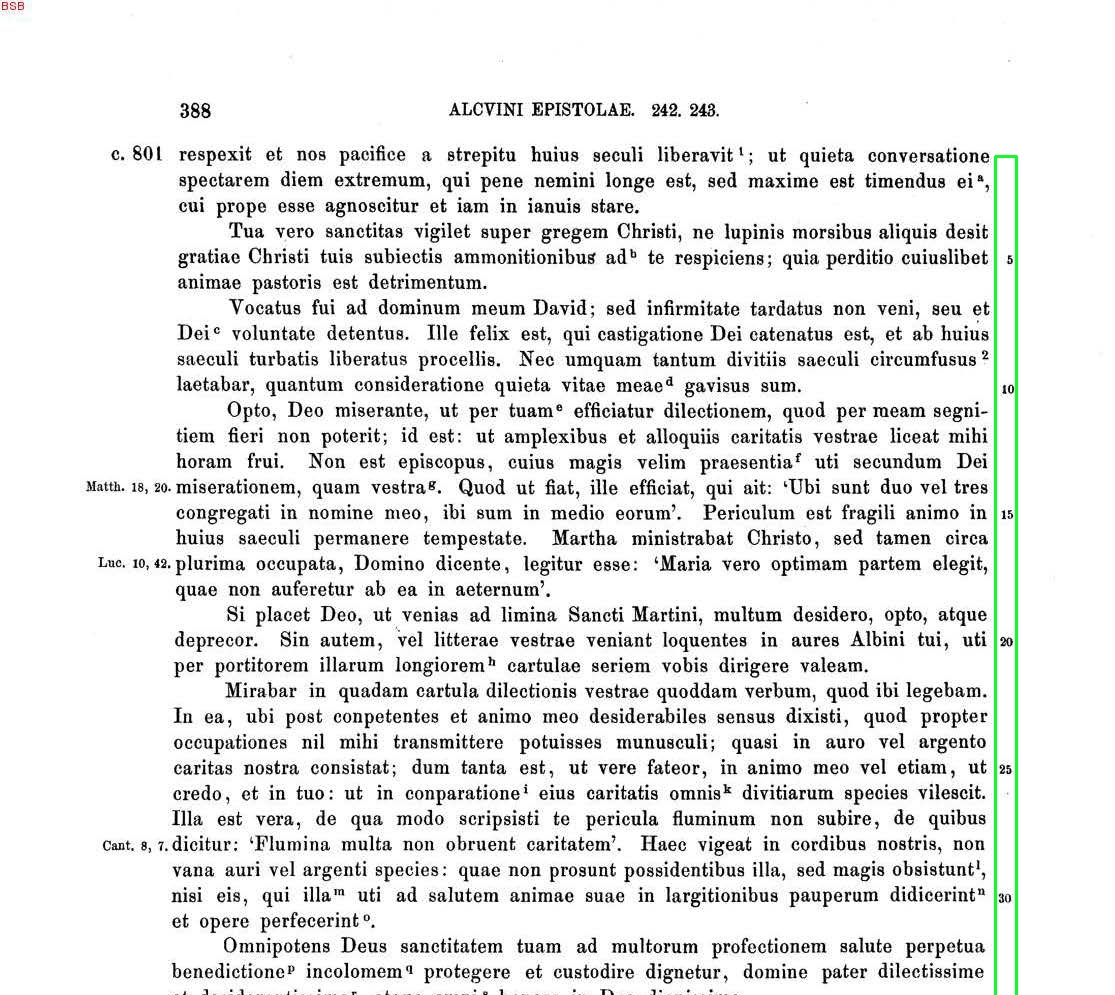 BSB
388 ALCVINI EPISTOLAE. 242. 243.
c. 801 respexit et nos pacifice a strepitu huius seculi liberavit¹; ut quieta conversatione
spectarem diem extremum, qui pene nemini longe est, sed maxime est timendus eiᵃ,
cui prope esse agnoscitur et iam in ianuis stare.
Tua vero sanctitas vigilet super gregem Christi, ne lupinis morsibus aliquis desit
gratiae Christi tuis subiectis ammonitionibus adᵇ te respiciens; quia perditio cuiuslibet 5
animae pastoris est detrimentum.
Vocatus fui ad dominum meum David; sed infirmitate tardatus non veni, seu et
Deiᶜ voluntate detentus. Ille felix est, qui castigatione Dei catenatus est, et ab huius
saeculi turbatis liberatus procellis. Nec umquam tantum divitiis saeculi circumfusus²
laetabar, quantum consideratione quieta vitae meaeᵈ gavisus sum. 10
Opto, Deo miserante, ut per tuamᵉ efficiatur dilectionem, quod per meam segni-
tiem fieri non poterit; id est: ut amplexibus et alloquiis caritatis vestrae liceat mihi
horam frui. Non est episcopus, cuius magis velim praesentiaᶠ uti secundum Dei
Matth. 18, 20. miserationem, quam vestraᵍ. Quod ut fiat, ille efficiat, qui ait: ‘Ubi sunt duo vel tres
congregati in nomine meo, ibi sum in medio eorum’. Periculum est fragili animo in 15
huius saeculi permanere tempestate. Martha ministrabat Christo, sed tamen circa
Luc. 10, 42. plurima occupata, Domino dicente, legitur esse: ‘Maria vero optimam partem elegit,
quae non auferetur ab ea in aeternum’.
Si placet Deo, ut venias ad limina Sancti Martini, multum desidero, opto, atque
deprecor. Sin autem, vel litterae vestrae veniant loquentes in aures Albini tui, uti 20
per portitorem illarum longioremʰ cartulae seriem vobis dirigere valeam.
Mirabar in quadam cartula dilectionis vestrae quoddam verbum, quod ibi legebam.
In ea, ubi post conpetentes et animo meo desiderabiles sensus dixisti, quod propter
occupationes nil mihi transmittere potuisses munusculi; quasi in auro vel argento
caritas nostra consistat; dum tanta est, ut vere fateor, in animo meo vel etiam, ut 25
credo, et in tuo: ut in conparationeⁱ eius caritatis omnisᵏ divitiarum species vilescit.
Illa est vera, de qua modo scripsisti te pericula fluminum non subire, de quibus
Cant. 8, 7. dicitur: ‘Flumina multa non obruent caritatem’. Haec vigeat in cordibus nostris, non
vana auri vel argenti species: quae non prosunt possidentibus illa, sed magis obsistuntˡ,
nisi eis, qui illaᵐ uti ad salutem animae suae in largitionibus pauperum didicerintⁿ 30
et opere perfecerintᵒ.
Omnipotens Deus sanctitatem tuam ad multorum profectionem salute perpetua
benedictioneᵖ incolomem<sup>q</sup> protegere et custodire dignetur, domine pater dilectissime